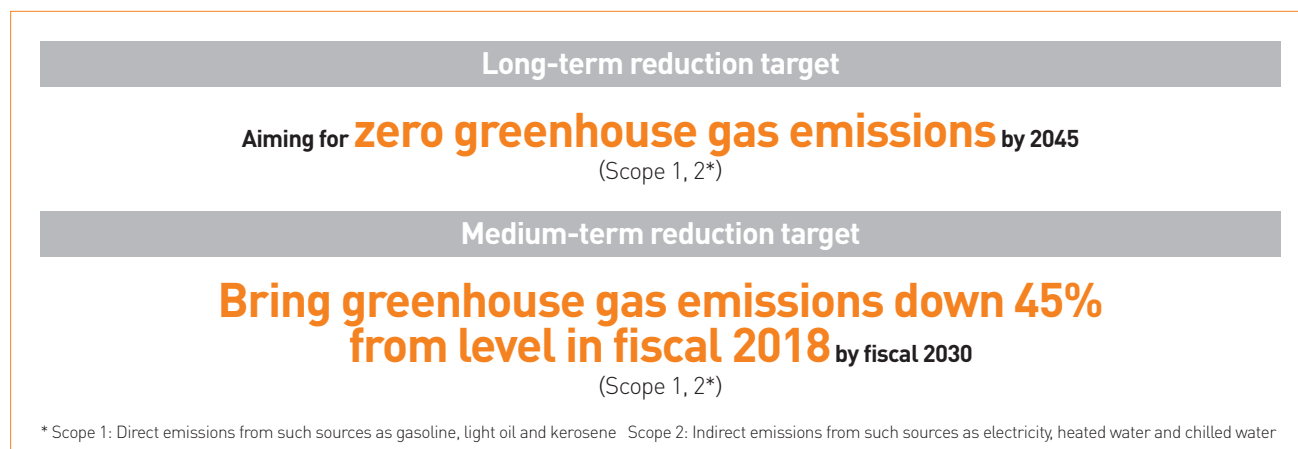 Long-term reduction target
Aiming for zero greenhouse gas emissions by 2045
(Scope 1, 2*)
Medium-term reduction target
Bring greenhouse gas emissions down 45%
from level in fiscal 2018 by fiscal 2030
(Scope 1, 2*)
* Scope 1: Direct emissions from such sources as gasoline, light oil and kerosene Scope 2: Indirect emissions from such sources as electricity, heated water and chilled water